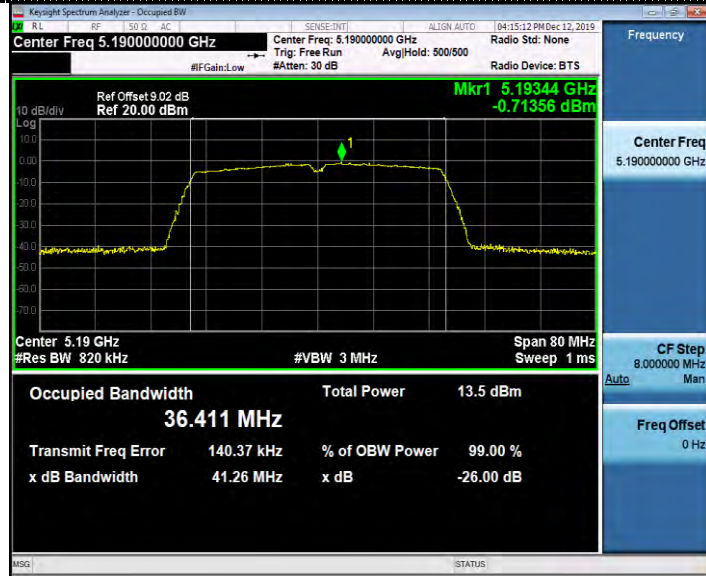 Keysight Spectrum Analyzer - Occupied BW
RL RF 50 Ω AC SENSE:INT ALIGN AUTO 04:15:12 PM Dec 12, 2019
Center Freq 5.190000000 GHz
Center Freq: 5.190000000 GHz
Radio Std: None
Trig: Free Run Avg|Hold: 500/500
#IFGain:Low #Atten: 30 dB Radio Device: BTS
Frequency
Ref Offset 9.02 dB
10 dB/div Ref 20.00 dBm
Mkr1 5.19344 GHz
-0.71356 dBm
Log
10.0
0.00
-10.0
-20.0
-30.0
-40.0
-50.0
-60.0
-70.0
1
Center 5.19 GHz Span 80 MHz
#Res BW 820 kHz #VBW 3 MHz Sweep 1 ms
Occupied Bandwidth Total Power 13.5 dBm
36.411 MHz
Transmit Freq Error 140.37 kHz % of OBW Power 99.00 %
x dB Bandwidth 41.26 MHz x dB -26.00 dB
Center Freq
5.190000000 GHz
CF Step
8.000000 MHz
Auto Man
Freq Offset
0 Hz
MSG STATUS